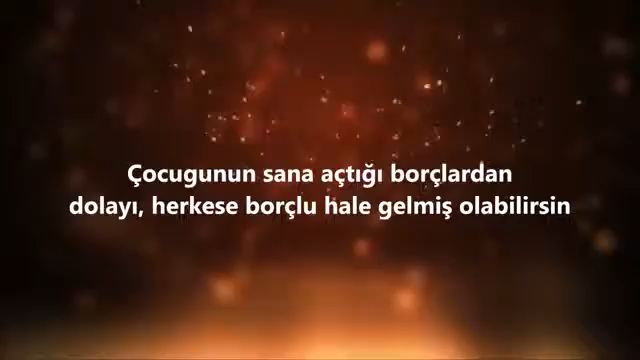 Çocugunun sana açtığı borçlardan
dolayı, herkese borçlu hale gelmiş olabilirsin